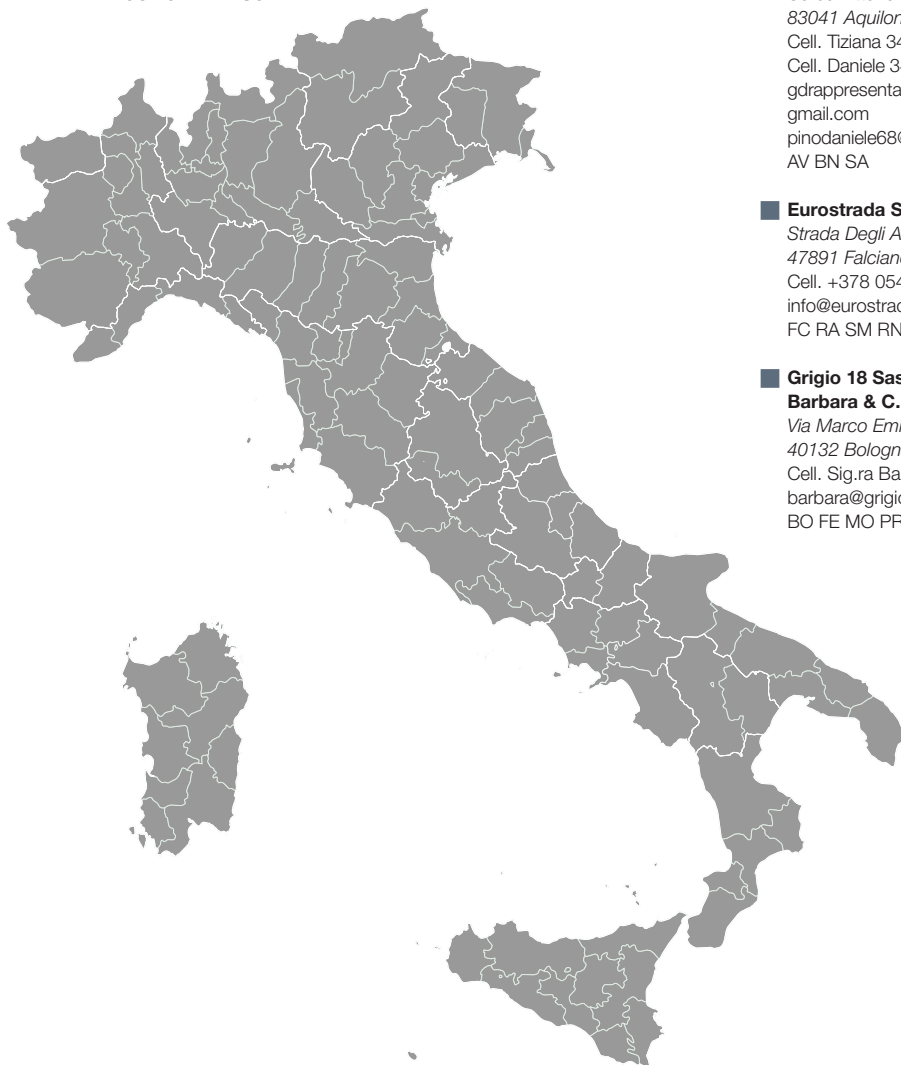 83041 Aquilon
Cell. Tiziana 34
Cell. Daniele 3
gdrappresenta
gmail.com
pinodaniele68@
AV BN SA
Eurostrada S
Strada Degli A
47891 Falciano
Cell. +378 054
info@eurostrad
FC RA SM RN
Grigio 18 Sas
Barbara & C.
Via Marco Emi
40132 Bologn
Cell. Sig.ra Ba
barbara@grigio
BO FE MO PR